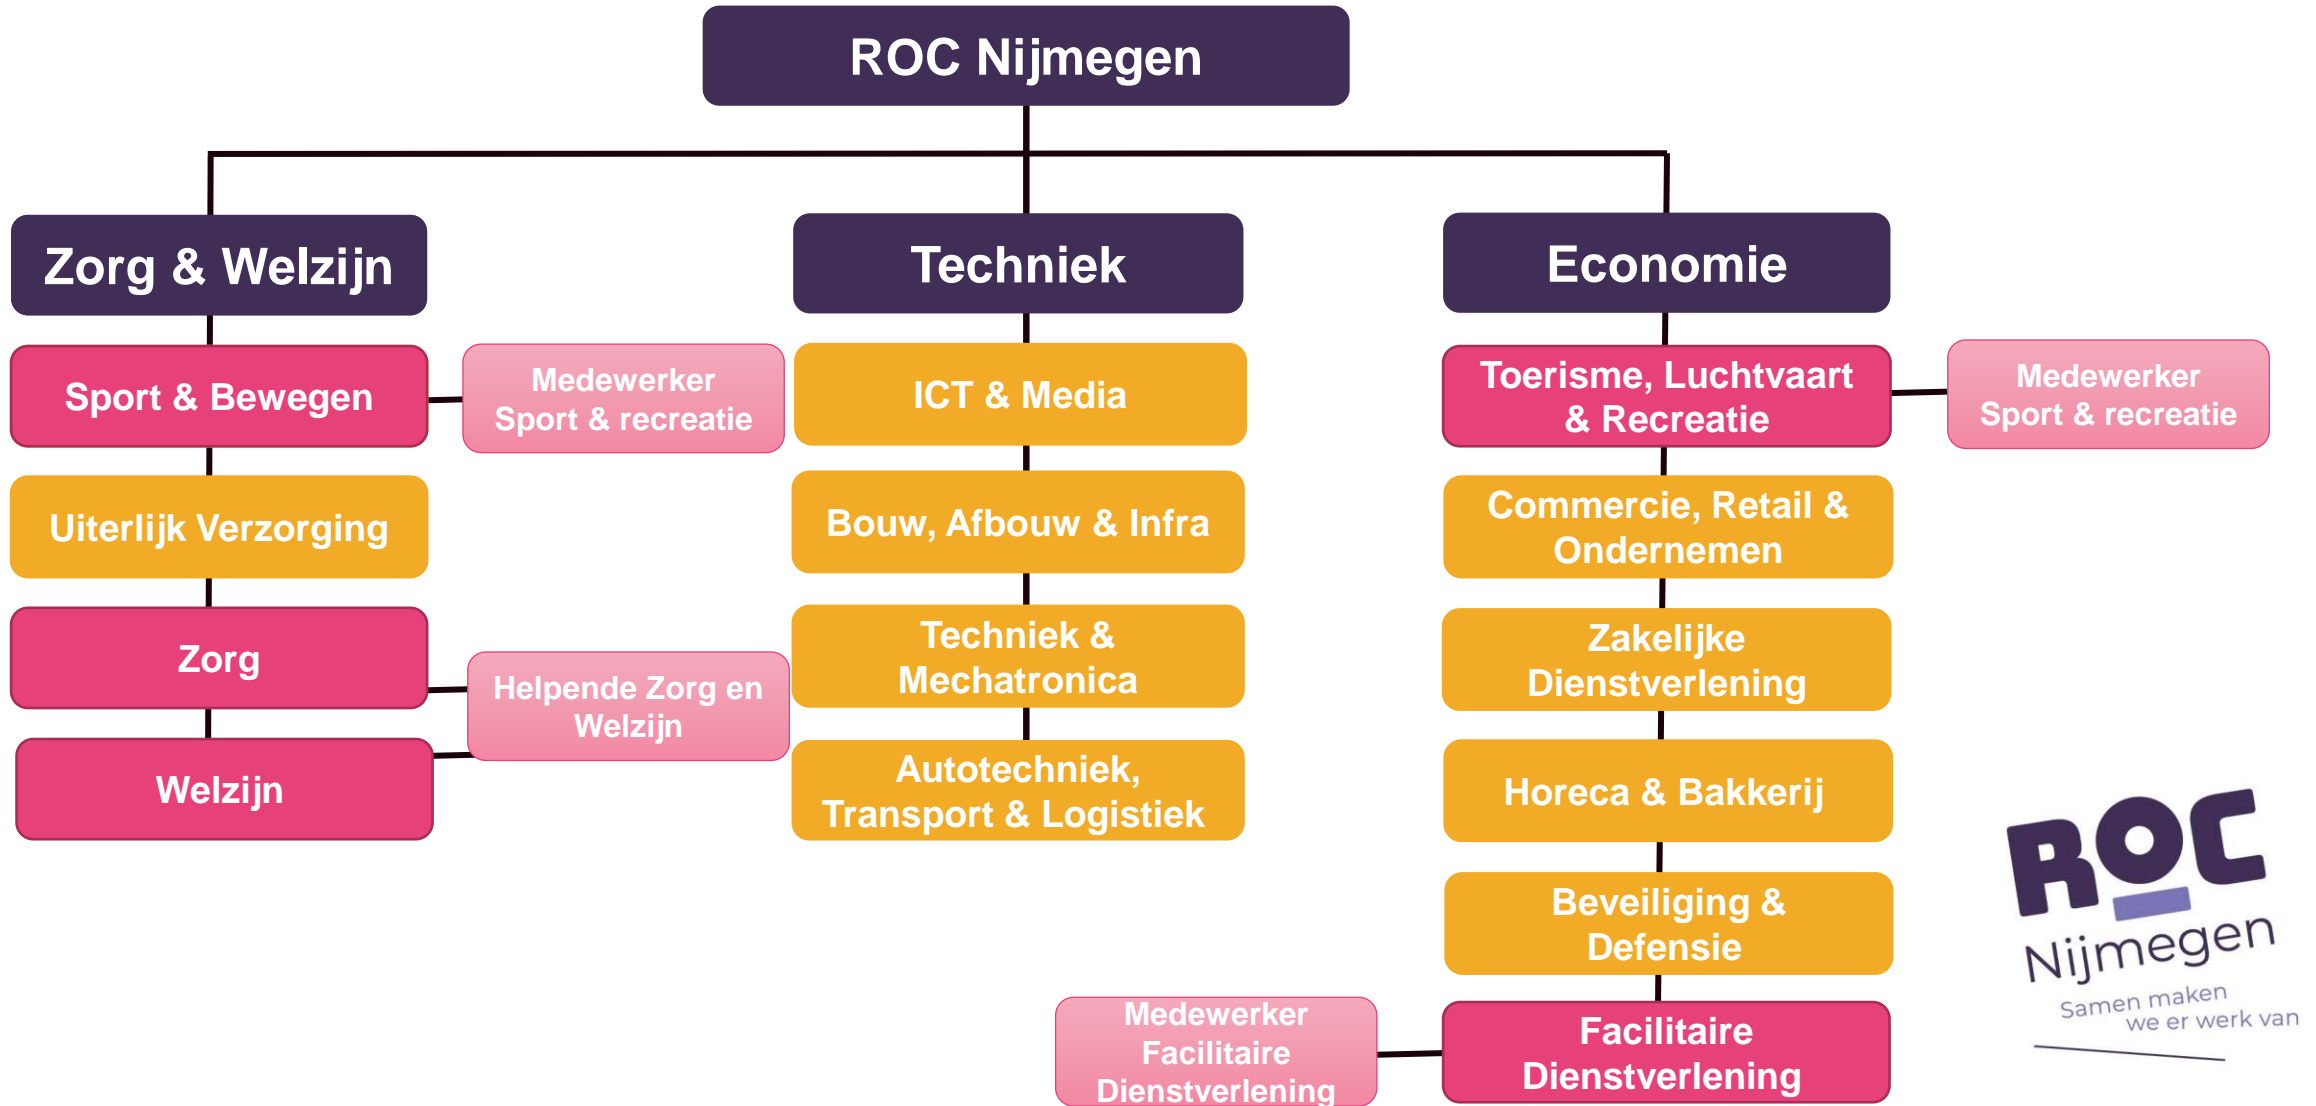 ROC Nijmegen
Zorg & Welzijn
Techniek
Economie
Sport & Bewegen
Medewerker
Sport & recreatie
Uiterlijk Verzorging
Zorg
Welzijn
Helpende Zorg en
Welzijn
ICT & Media
Bouw, Afbouw & Infra
Techniek &
Mechatronica
Autotechniek,
Transport & Logistiek
Toerisme, Luchtvaart
& Recreatie
Medewerker
Sport & recreatie
Commercie, Retail &
Ondernemen
Zakelijke
Dienstverlening
Horeca & Bakkerij
Beveiliging &
Defensie
Facilitaire
Dienstverlening
Medewerker
Facilitaire
Dienstverlening
ROC
Nijmegen
Samen maken
we er werk van